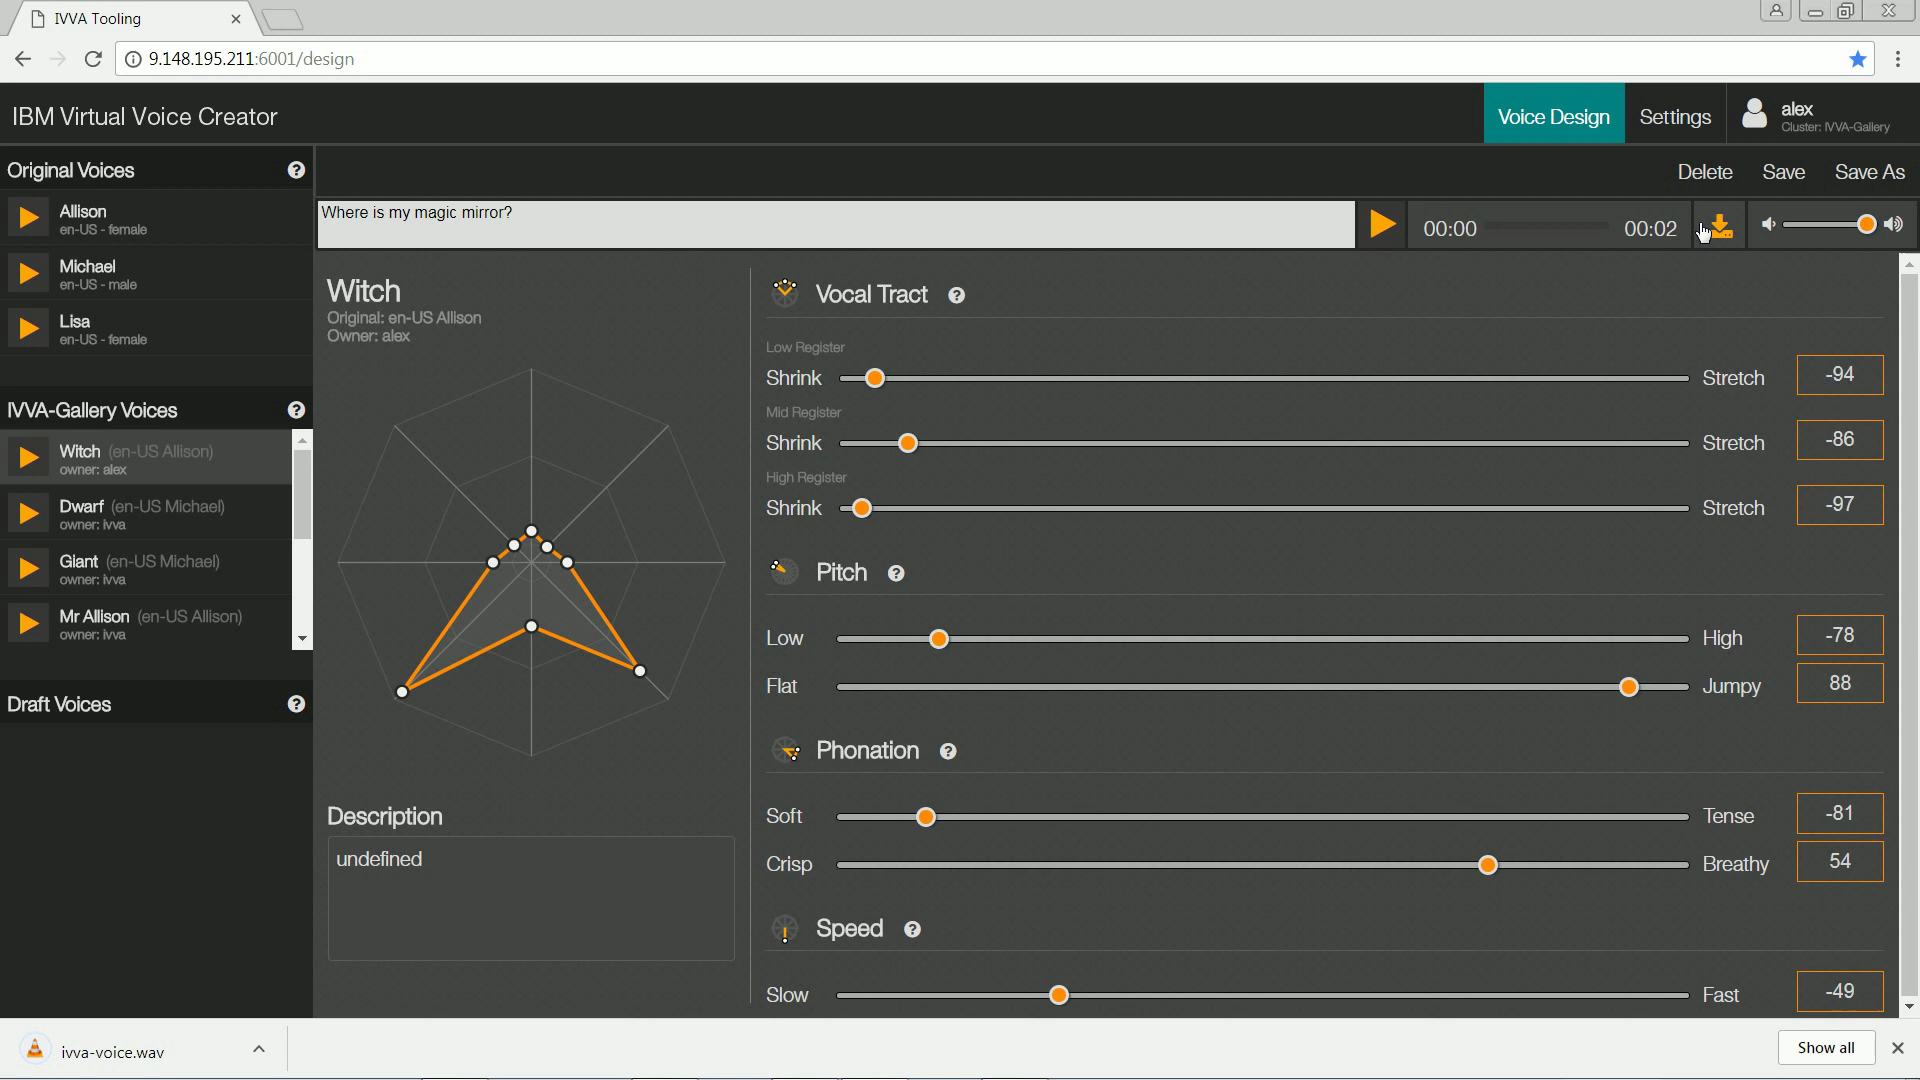 IVVA Tooling
9.148.195.211:6001/design
IBM Virtual Voice Creator
Voice Design
Settings
alex
Cluster: IVVA-Gallery
Original Voices
Delete
Save
Save As
Allison
en-US - female
Michael
en-US - male
Lisa
en-US - female
Where is my magic mirror?
00:00
00:02
IVVA-Gallery Voices
Witch (en-US Allison)
owner: alex
Dwarf (en-US Michael)
owner: ivva
Giant (en-US Michael)
owner: ivva
Mr Allison (en-US Allison)
owner: ivva
Draft Voices
Witch
Original: en-US Allison
Owner: alex
Description
undefined
Vocal Tract
Low Register
Shrink Stretch -94
Mid Register
Shrink Stretch -86
High Register
Shrink Stretch -97
Pitch
Low High -78
Flat Jumpy 88
Phonation
Soft Tense -81
Crisp Breathy 54
Speed
Slow Fast -49
ivva-voice.wav
Show all